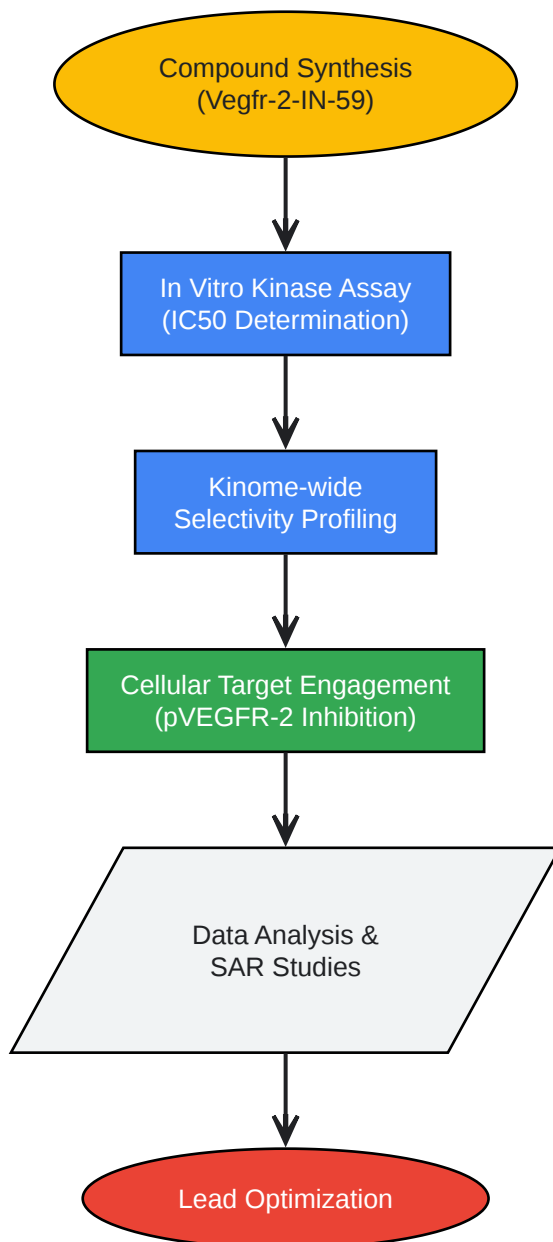 Compound Synthesis
(Vegfr-2-IN-59)
In Vitro Kinase Assay
(IC50 Determination)
Kinome-wide
Selectivity Profiling
Cellular Target Engagement
(pVEGFR-2 Inhibition)
Data Analysis &
SAR Studies
Lead Optimization